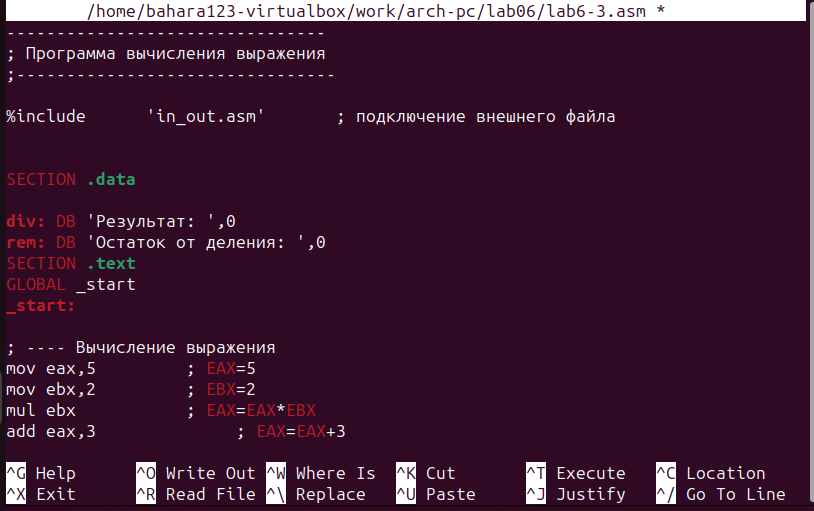 /home/bahara123-virtualbox/work/arch-pc/lab06/lab6-3.asm *
--------------------------------
; Программа вычисления выражения
;--------------------------------
%include 'in_out.asm' ; подключение внешнего файла
SECTION .data
div: DB 'Результат: ',0
rem: DB 'Остаток от деления: ',0
SECTION .text
GLOBAL _start
_start:
; ---- Вычисление выражения
mov eax,5 ; EAX=5
mov ebx,2 ; EBX=2
mul ebx ; EAX=EAX*EBX
add eax,3 ; EAX=EAX+3
^G Help ^O Write Out ^W Where Is ^K Cut ^T Execute ^C Location
^X Exit ^R Read File ^\ Replace ^U Paste ^J Justify ^/ Go To Line